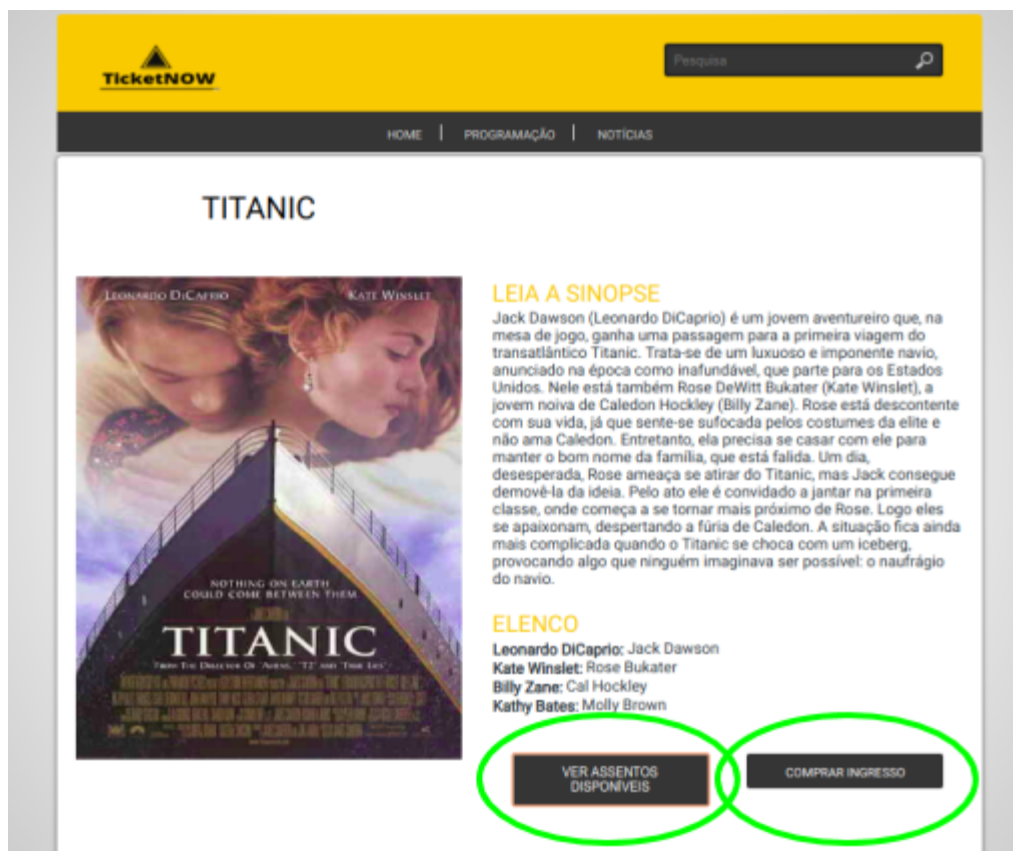 TicketNOW
Pesquisa
HOME | PROGRAMAÇÃO | NOTÍCIAS
TITANIC
LEONARDO DICAPRIO KATE WINSLET
NOTHING ON EARTH
COULD COME BETWEEN THEM
TITANIC
FROM THE DIRECTOR OF 'ALIENS,' 'T2' AND 'TRUE LIES'
LEIA A SINOPSE
Jack Dawson (Leonardo DiCaprio) é um jovem aventureiro que, na
mesa de jogo, ganha uma passagem para a primeira viagem do
transatlântico Titanic. Trata-se de um luxuoso e imponente navio,
anunciado na época como inafundável, que parte para os Estados
Unidos. Nele está também Rose DeWitt Bukater (Kate Winslet), a
jovem noiva de Caledon Hockley (Billy Zane). Rose está descontente
com sua vida, já que sente-se sufocada pelos costumes da elite e
não ama Caledon. Entretanto, ela precisa se casar com ele para
manter o bom nome da família, que está falida. Um dia,
desesperada, Rose ameaça se atirar do Titanic, mas Jack consegue
demovê-la da ideia. Pelo ato ele é convidado a jantar na primeira
classe, onde começa a se tornar mais próximo de Rose. Logo eles
se apaixonam, despertando a fúria de Caledon. A situação fica ainda
mais complicada quando o Titanic se choca com um iceberg,
provocando algo que ninguém imaginava ser possível: o naufrágio
do navio.
ELENCO
Leonardo DiCaprio: Jack Dawson
Kate Winslet: Rose Bukater
Billy Zane: Cal Hockley
Kathy Bates: Molly Brown
VER ASSENTOS
DISPONÍVEIS
COMPRAR INGRESSO